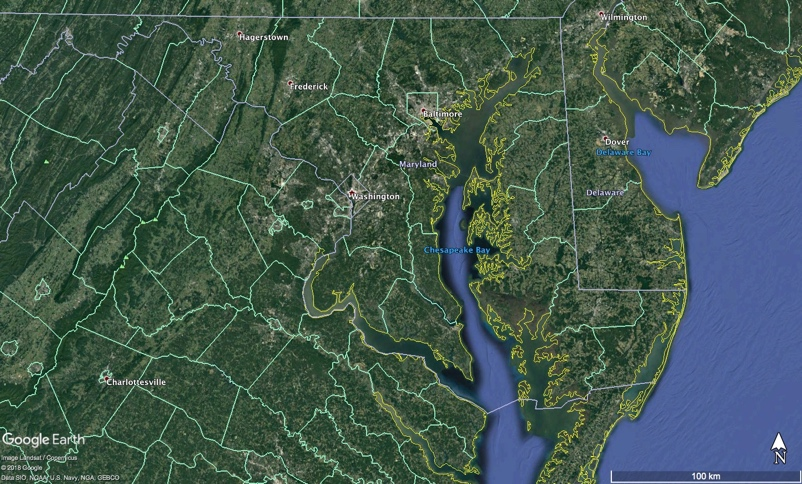 Wilmington
Hagerstown
Frederick
Baltimore
Dover
Delaware Bay
Maryland
Delaware
Washington
Chesapeake Bay
Charlottesville
Google Earth
Image Landsat / Copernicus
© 2018 Google
Data SIO, NOAA, U.S. Navy, NGA, GEBCO
N
100 km